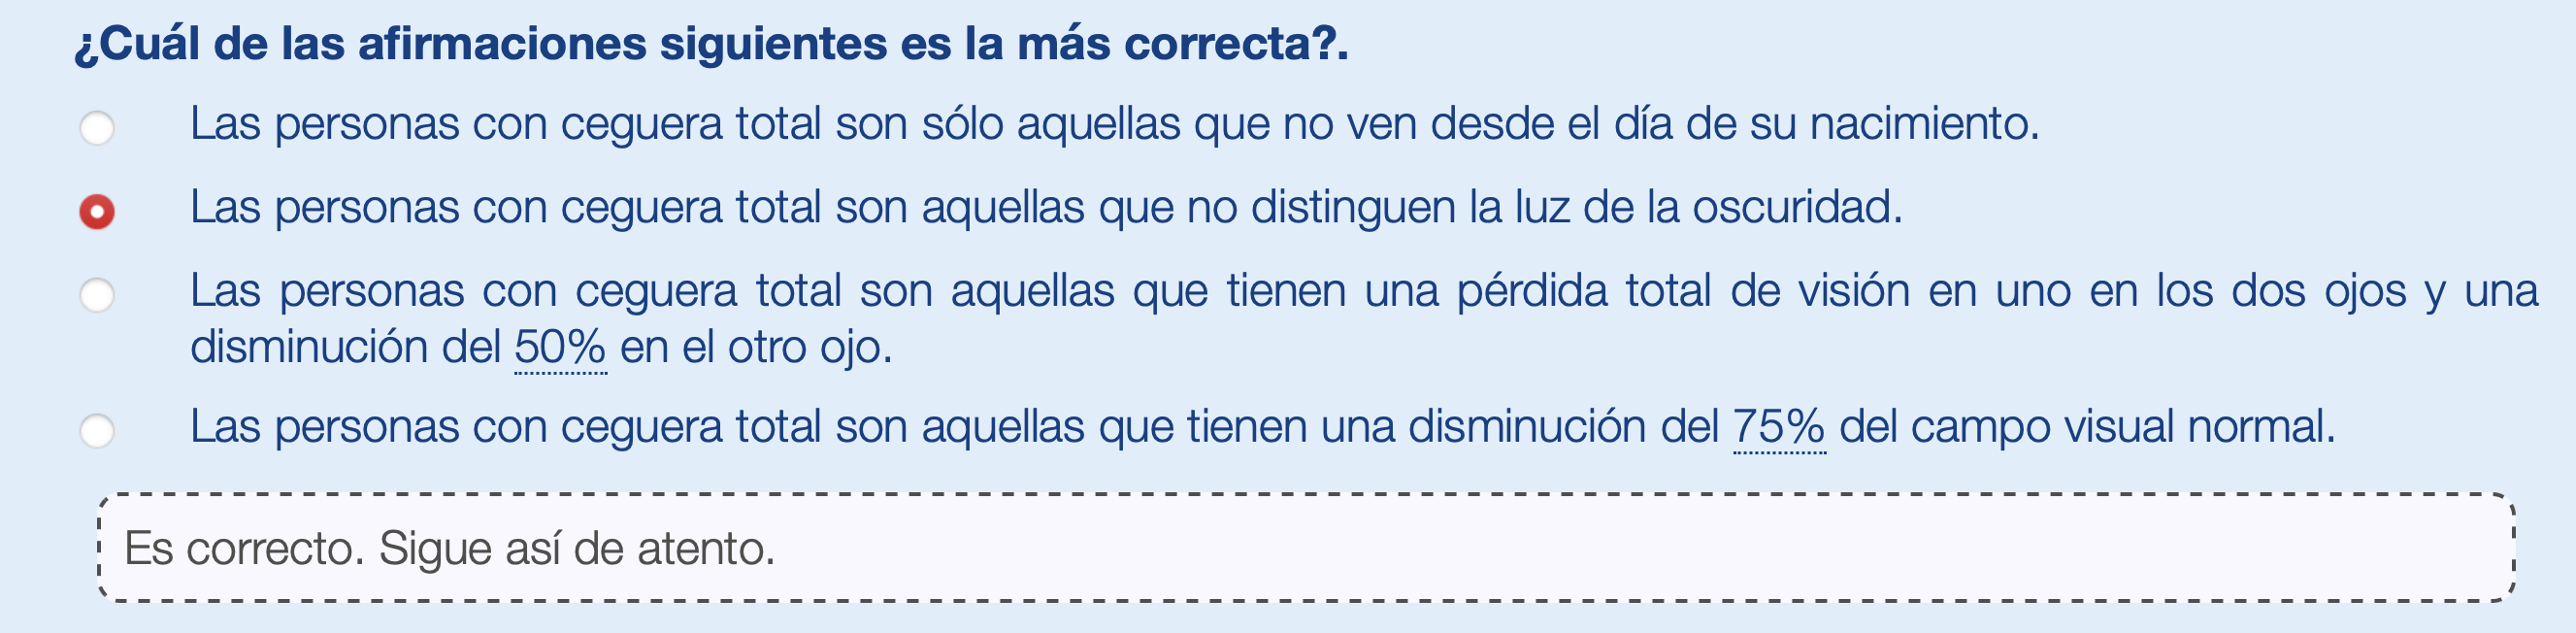 ¿Cuál de las afirmaciones siguientes es la más correcta?.
Las personas con ceguera total son sólo aquellas que no ven desde el día de su nacimiento.
Las personas con ceguera total son aquellas que no distinguen la luz de la oscuridad.
Las personas con ceguera total son aquellas que tienen una pérdida total de visión en uno en los dos ojos y una
disminución del 50% en el otro ojo.
Las personas con ceguera total son aquellas que tienen una disminución del 75% del campo visual normal.
Es correcto. Sigue así de atento.